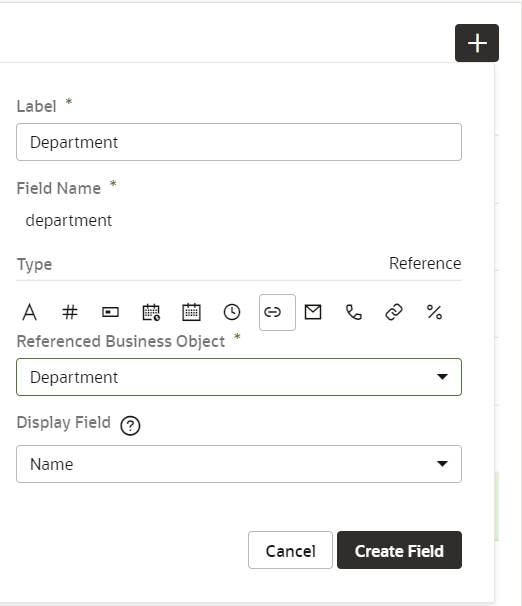 Label *
Department
Field Name *
department
Type Reference
Referenced Business Object *
Department
Display Field ?
Name
Cancel Create Field